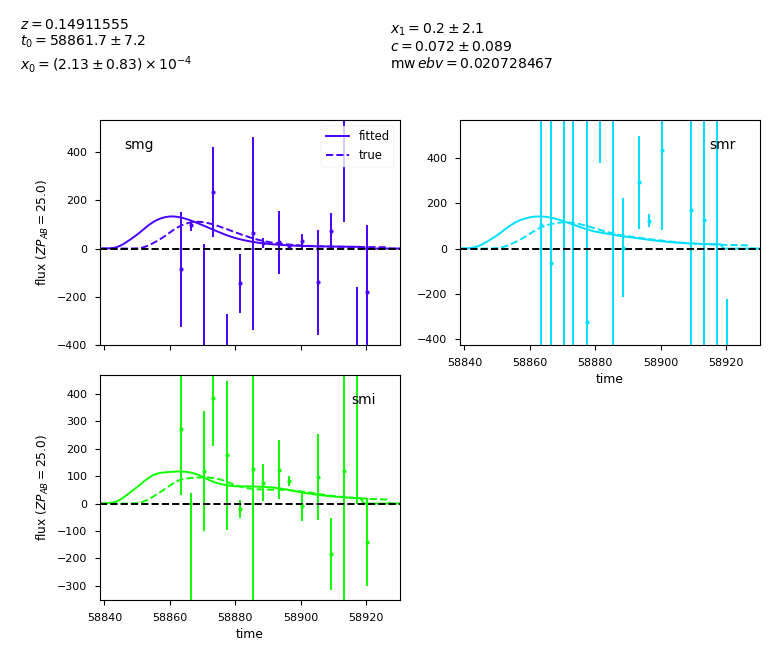 z = 0.14911555
t₀ = 58861.7 ± 7.2
x₀ = (2.13 ± 0.83) × 10⁻⁴
x₁ = 0.2 ± 2.1
c = 0.072 ± 0.089
mwebv = 0.020728467
smg
fitted
true
400
200
0
−200
−400
flux (ZP_AB = 25.0)
smr
400
200
0
−200
−400
58840 58860 58880 58900 58920
time
smi
400
300
200
100
0
−100
−200
−300
flux (ZP_AB = 25.0)
58840 58860 58880 58900 58920
time